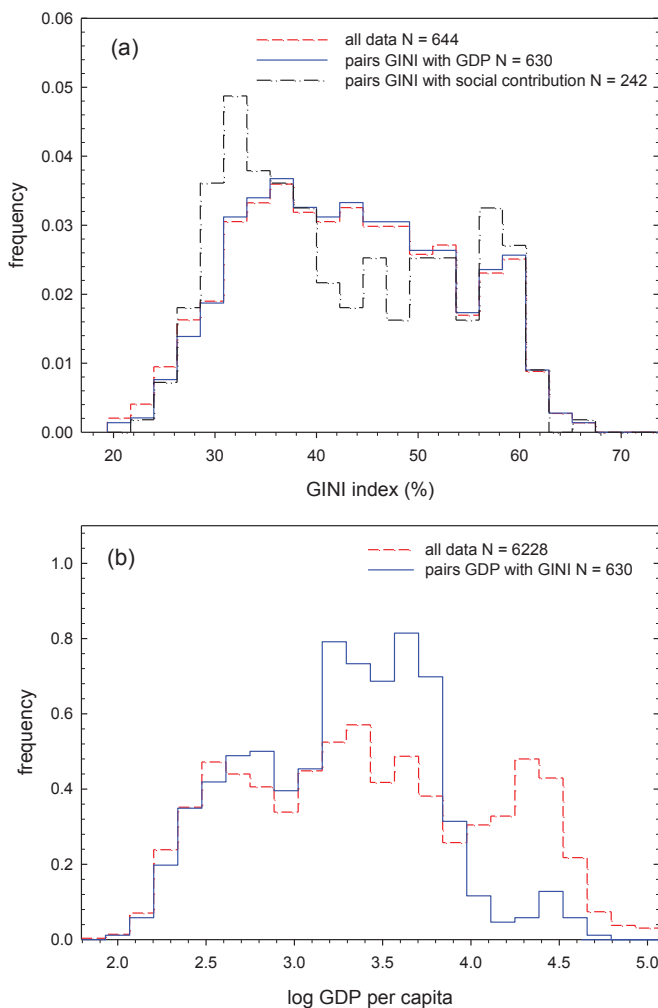 (a)
all data N = 644
pairs GINI with GDP N = 630
pairs GINI with social contribution N = 242
0.06
0.05
0.04
0.03
0.02
0.01
0.00
frequency
20 30 40 50 60 70
GINI index (%)
(b)
all data N = 6228
pairs GDP with GINI N = 630
1.0
0.8
0.6
0.4
0.2
0.0
frequency
2.0 2.5 3.0 3.5 4.0 4.5 5.0
log GDP per capita